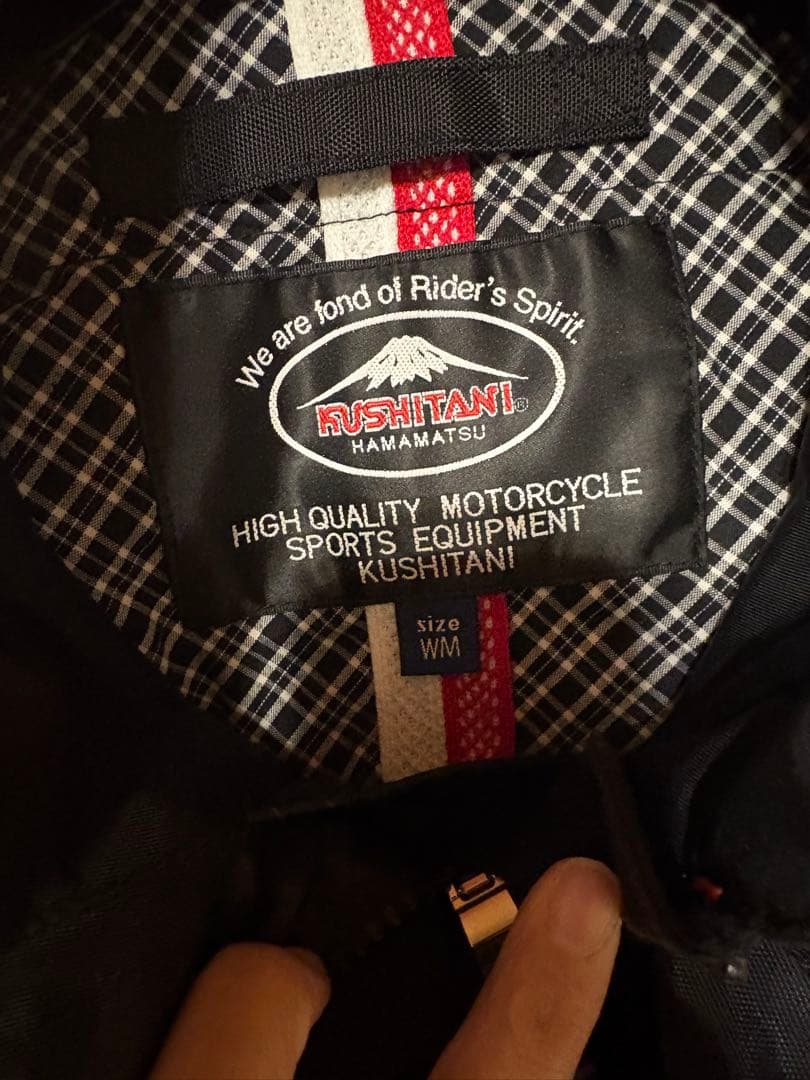 We are fond of Rider's Spirit.
KUSHITANI®
HAMAMATSU
HIGH QUALITY MOTORCYCLE
SPORTS EQUIPMENT
KUSHITANI
size
WM